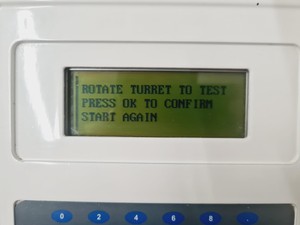 ROTATE TURRET TO TEST
PRESS OK TO CONFIRM
START AGAIN
0 2 4 6 8 .